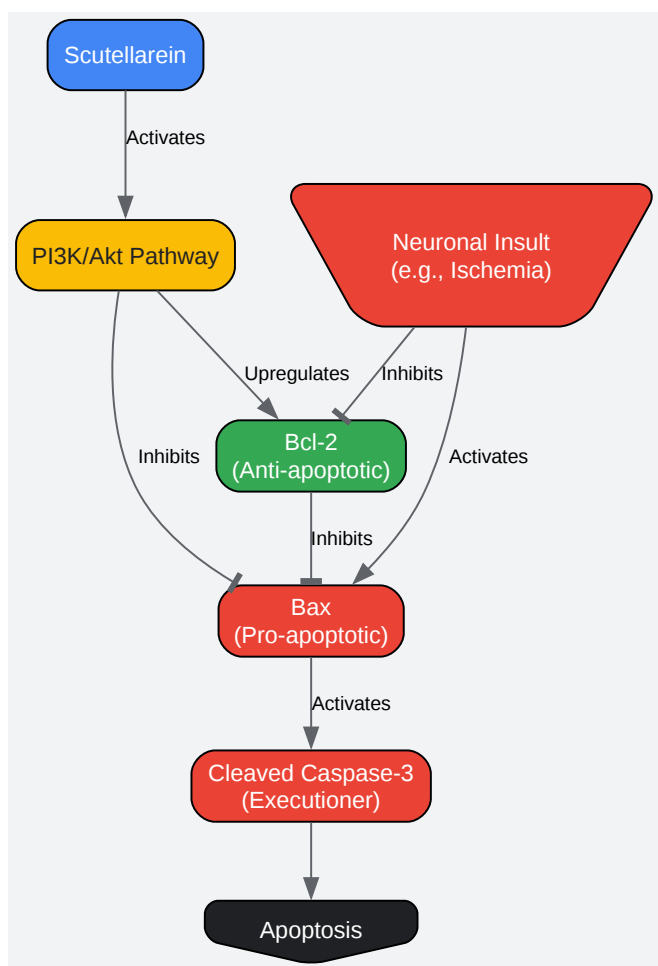 Scutellarein
Activates
PI3K/Akt Pathway
Neuronal Insult
(e.g., Ischemia)
Upregulates
Inhibits
Inhibits
Activates
Bcl-2
(Anti-apoptotic)
Inhibits
Bax
(Pro-apoptotic)
Activates
Cleaved Caspase-3
(Executioner)
Apoptosis